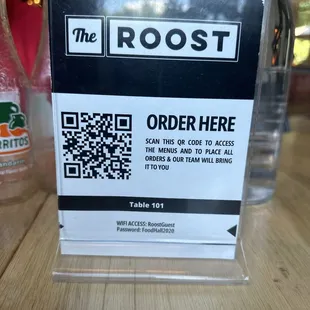 The ROOST
ORDER HERE
SCAN THIS QR CODE TO ACCESS
THE MENUS AND TO PLACE ALL
ORDERS & OUR TEAM WILL BRING
IT TO YOU
Table 101
WIFI ACCESS: RoostGuest
Password: FoodHall2020
RRITOS